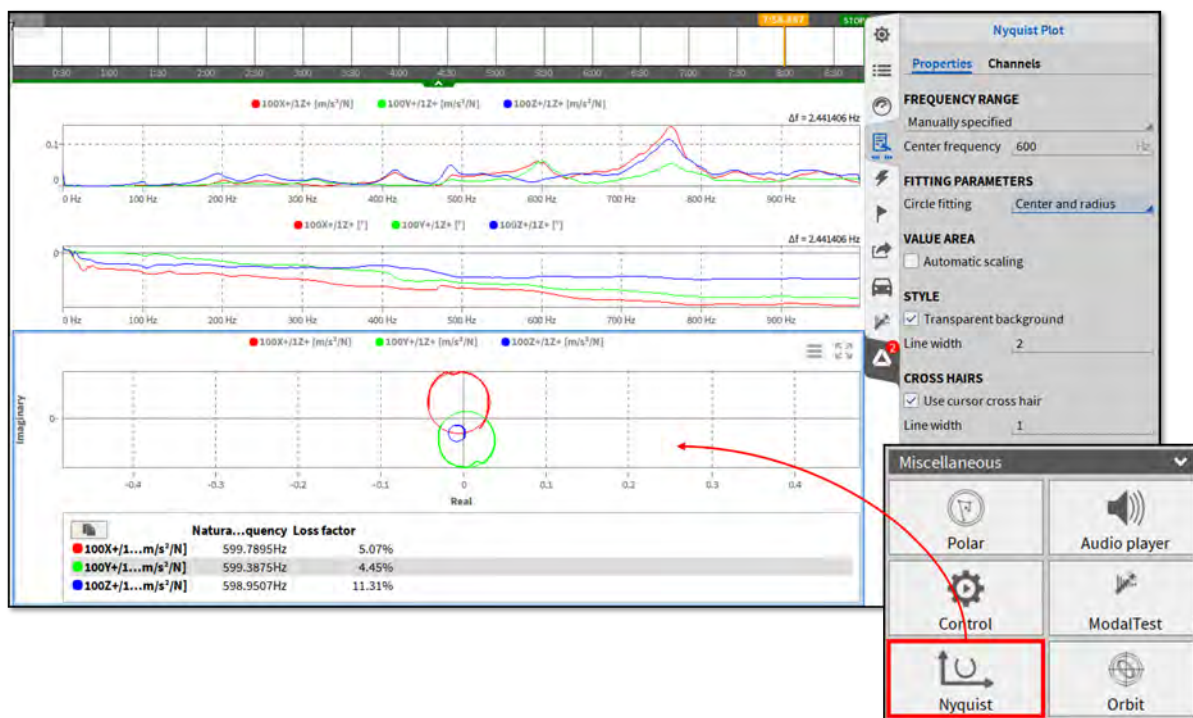 7:58.887 STOP
0:30 1:00 1:30 2:00 2:30 3:00 3:30 4:00 4:30 5:00 5:30 6:00 6:30 7:00 7:30 8:00 8:30
100X+/1Z+ [m/s²/N] 100Y+/1Z+ [m/s²/N] 100Z+/1Z+ [m/s²/N]
Δf = 2.441406 Hz
0.1
0
0 Hz 100 Hz 200 Hz 300 Hz 400 Hz 500 Hz 600 Hz 700 Hz 800 Hz 900 Hz
100X+/1Z+ [°] 100Y+/1Z+ [°] 100Z+/1Z+ [°]
Δf = 2.441406 Hz
0
0 Hz 100 Hz 200 Hz 300 Hz 400 Hz 500 Hz 600 Hz 700 Hz 800 Hz 900 Hz
100X+/1Z+ [m/s²/N] 100Y+/1Z+ [m/s²/N] 100Z+/1Z+ [m/s²/N]
Imaginary
0
-0.4 -0.3 -0.2 -0.1 0 0.1 0.2 0.3 0.4
Real
Natura...quency Loss factor
100X+/1...m/s²/N] 599.7895Hz 5.07%
100Y+/1...m/s²/N] 599.3875Hz 4.45%
100Z+/1...m/s²/N] 598.9507Hz 11.31%
2
Nyquist Plot
Properties Channels
FREQUENCY RANGE
Manually specified
Center frequency 600 Hz
FITTING PARAMETERS
Circle fitting Center and radius
VALUE AREA
Automatic scaling
STYLE
Transparent background
Line width 2
CROSS HAIRS
Use cursor cross hair
Line width 1
Miscellaneous
Polar Audio player
Control ModalTest
Nyquist Orbit